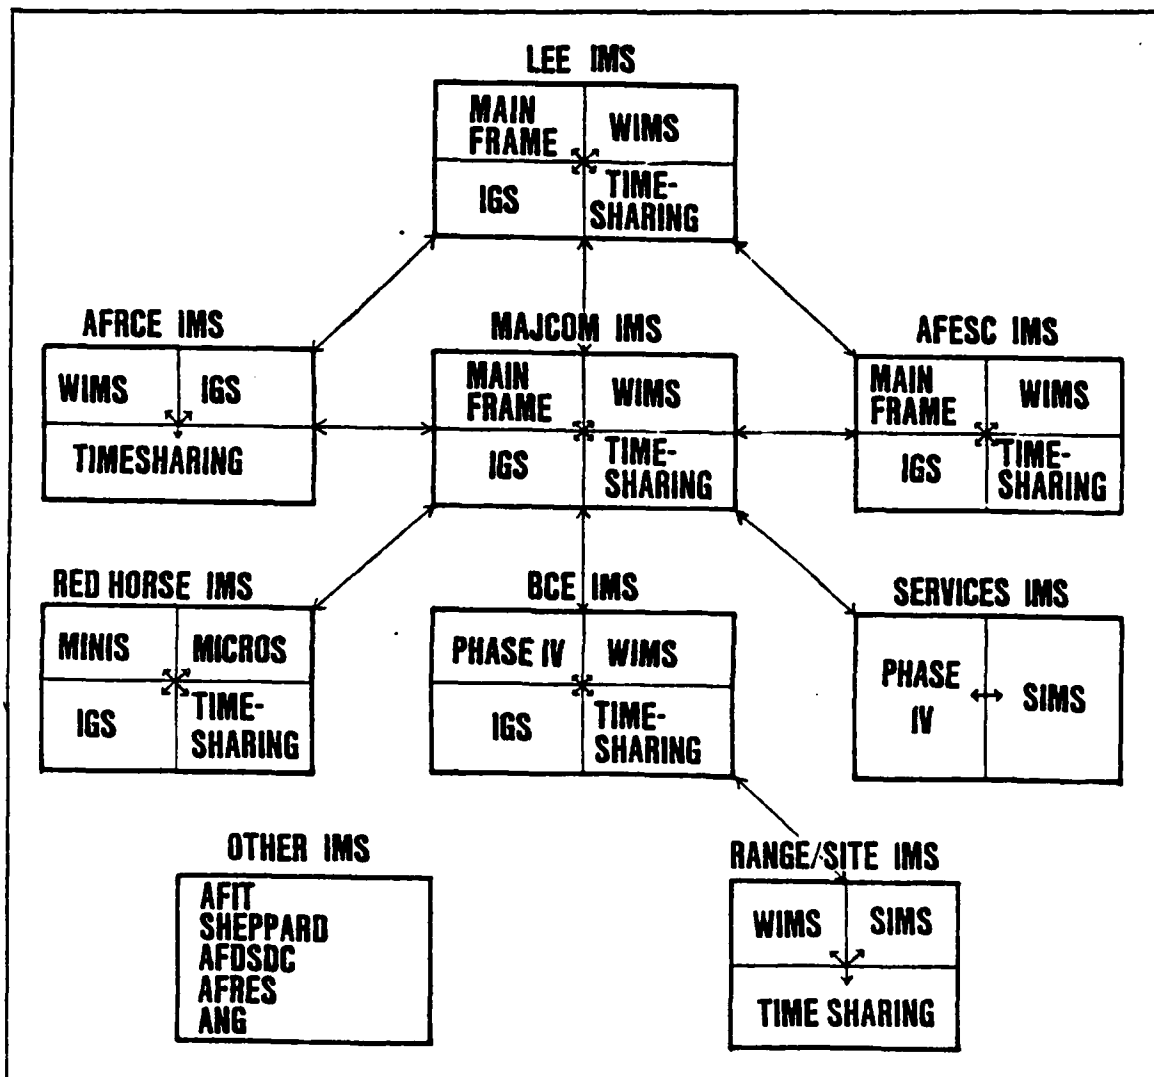 LEE IMS
MAIN
FRAME
WIMS
IGS
TIME-
SHARING
AFRCE IMS
WIMS
IGS
TIMESHARING
MAJCOM IMS
MAIN
FRAME
WIMS
IGS
TIME-
SHARING
AFESC IMS
MAIN
FRAME
WIMS
IGS
TIME-
SHARING
RED HORSE IMS
MINIS
MICROS
IGS
TIME-
SHARING
BCE IMS
PHASE IV
WIMS
IGS
TIME-
SHARING
SERVICES IMS
PHASE
IV
SIMS
OTHER IMS
AFIT
SHEPPARD
AFDSDC
AFRES
ANG
RANGE/SITE IMS
WIMS
SIMS
TIME SHARING